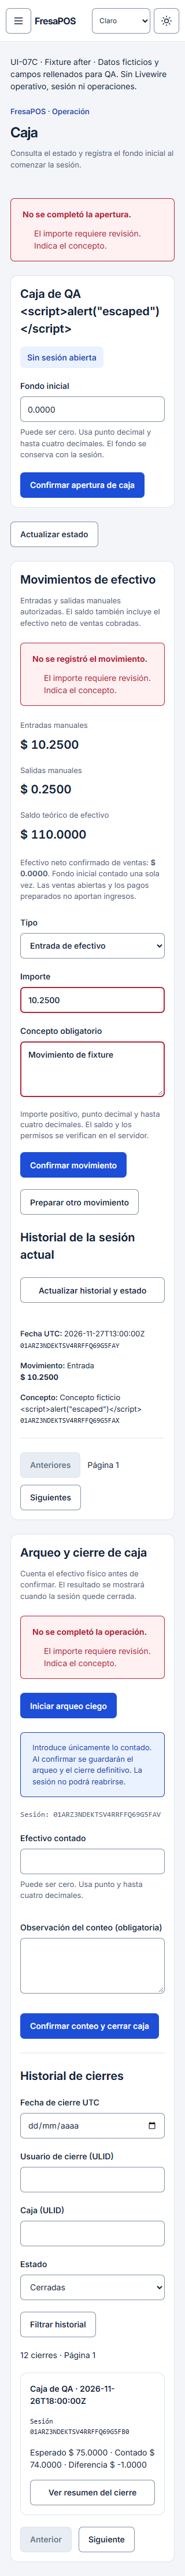 FresaPOS
Claro
UI-07C · Fixture after · Datos ficticios y
campos rellenados para QA. Sin Livewire
operativo, sesión ni operaciones.
FresaPOS · Operación
Caja
Consulta el estado y registra el fondo inicial al
comenzar la sesión.
No se completó la apertura.
El importe requiere revisión.
Indica el concepto.
Caja de QA
<script>alert("escaped")
</script>
Sin sesión abierta
Fondo inicial
0.0000
Puede ser cero. Usa punto decimal y
hasta cuatro decimales. El fondo se
conserva con la sesión.
Confirmar apertura de caja
Actualizar estado
Movimientos de efectivo
Entradas y salidas manuales
autorizadas. El saldo también incluye el
efectivo neto de ventas cobradas.
No se registró el movimiento.
El importe requiere revisión.
Indica el concepto.
Entradas manuales
$ 10.2500
Salidas manuales
$ 0.2500
Saldo teórico de efectivo
$ 110.0000
Efectivo neto confirmado de ventas: $
0.0000. Fondo inicial contado una sola
vez. Las ventas abiertas y los pagos
preparados no aportan ingresos.
Tipo
Entrada de efectivo
Importe
10.2500
Concepto obligatorio
Movimiento de fixture
Importe positivo, punto decimal y hasta
cuatro decimales. El saldo y los
permisos se verifican en el servidor.
Confirmar movimiento
Preparar otro movimiento
Historial de la sesión
actual
Actualizar historial y estado
Fecha UTC: 2026-11-27T13:00:00Z
01ARZ3NDEKTSV4RRFFQ69G5FAY
Movimiento: Entrada
$ 10.2500
Concepto: Concepto ficticio
<script>alert("escaped")</script>
01ARZ3NDEKTSV4RRFFQ69G5FAX
Anteriores
Página 1
Siguientes
Arqueo y cierre de caja
Cuenta el efectivo físico antes de
confirmar. El resultado se mostrará
cuando la sesión quede cerrada.
No se completó la operación.
El importe requiere revisión.
Indica el concepto.
Iniciar arqueo ciego
Introduce únicamente lo contado.
Al confirmar se guardarán el
arqueo y el cierre definitivo. La
sesión no podrá reabrirse.
Sesión: 01ARZ3NDEKTSV4RRFFQ69G5FAV
Efectivo contado
Puede ser cero. Usa punto y hasta
cuatro decimales.
Observación del conteo (obligatoria)
Confirmar conteo y cerrar caja
Historial de cierres
Fecha de cierre UTC
dd/mm/aaaa
Usuario de cierre (ULID)
Caja (ULID)
Estado
Cerradas
Filtrar historial
12 cierres · Página 1
Caja de QA · 2026-11-
26T18:00:00Z
Sesión
01ARZ3NDEKTSV4RRFFQ69G5FB0
Esperado $ 75.0000 · Contado $
74.0000 · Diferencia $ -1.0000
Ver resumen del cierre
Anterior
Siguiente